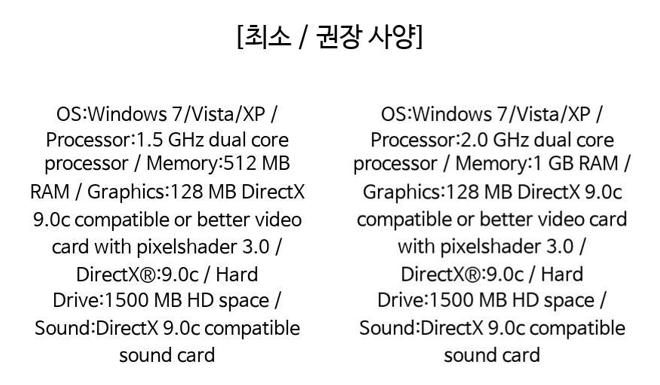 [최소 / 권장 사양]
OS:Windows 7/Vista/XP /
Processor:1.5 GHz dual core
processor / Memory:512 MB
RAM / Graphics:128 MB DirectX
9.0c compatible or better video
card with pixelshader 3.0 /
DirectX®:9.0c / Hard
Drive:1500 MB HD space /
Sound:DirectX 9.0c compatible
sound card
OS:Windows 7/Vista/XP /
Processor:2.0 GHz dual core
processor / Memory:1 GB RAM /
Graphics:128 MB DirectX 9.0c
compatible or better video card
with pixelshader 3.0 /
DirectX®:9.0c / Hard
Drive:1500 MB HD space /
Sound:DirectX 9.0c compatible
sound card